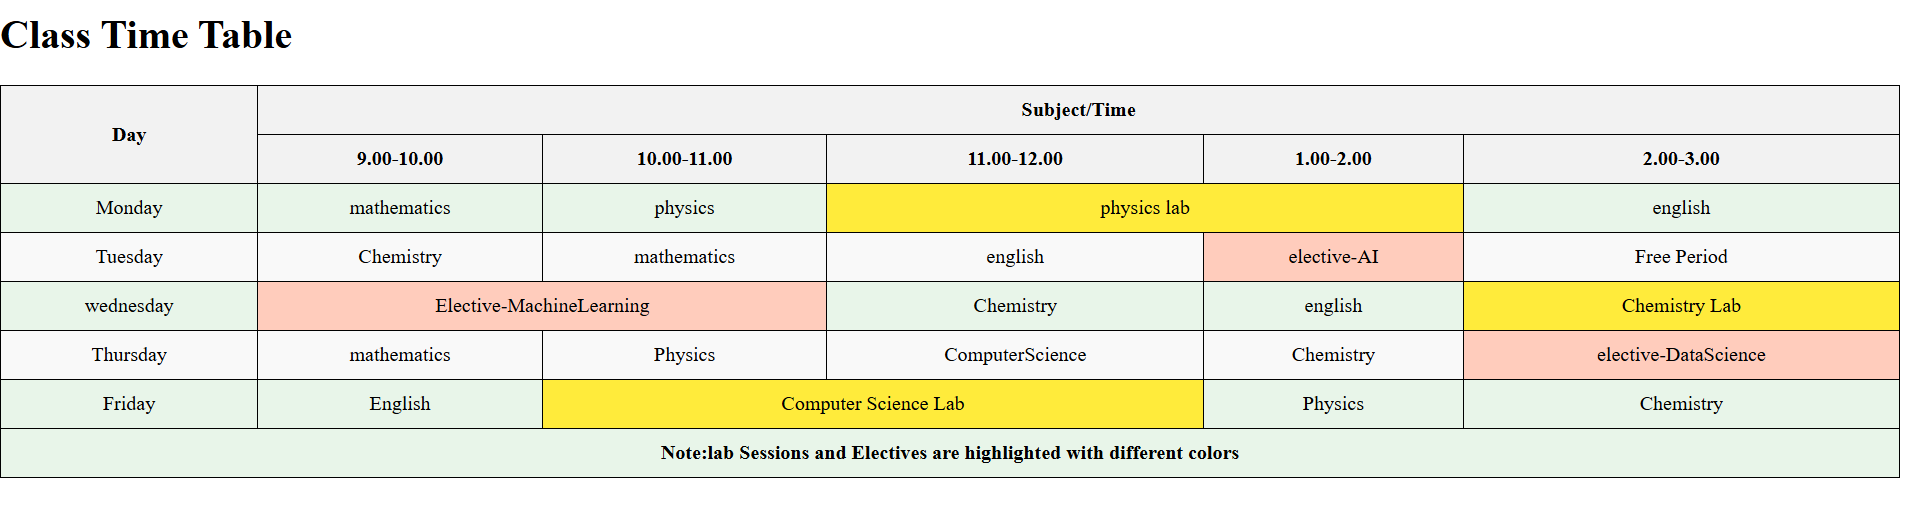 Class Time Table
Day Subject/Time
9.00-10.00 10.00-11.00 11.00-12.00 1.00-2.00 2.00-3.00
Monday mathematics physics physics lab english
Tuesday Chemistry mathematics english elective-AI Free Period
wednesday Elective-MachineLearning Chemistry english Chemistry Lab
Thursday mathematics Physics ComputerScience Chemistry elective-DataScience
Friday English Computer Science Lab Physics Chemistry
Note:lab Sessions and Electives are highlighted with different colors